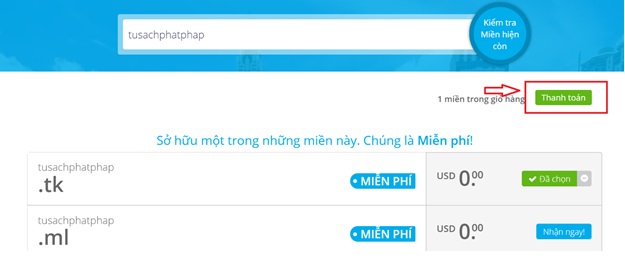 tusachphatphap
Kiểm tra
Miền hiện
còn
1 miền trong giỏ hàng
Thanh toán
Sở hữu một trong những miền này. Chúng là Miễn phí!
tusachphatphap
.tk
MIỄN PHÍ
USD 0.00
Đã chọn
tusachphatphap
.ml
MIỄN PHÍ
USD 0.00
Nhận ngay!